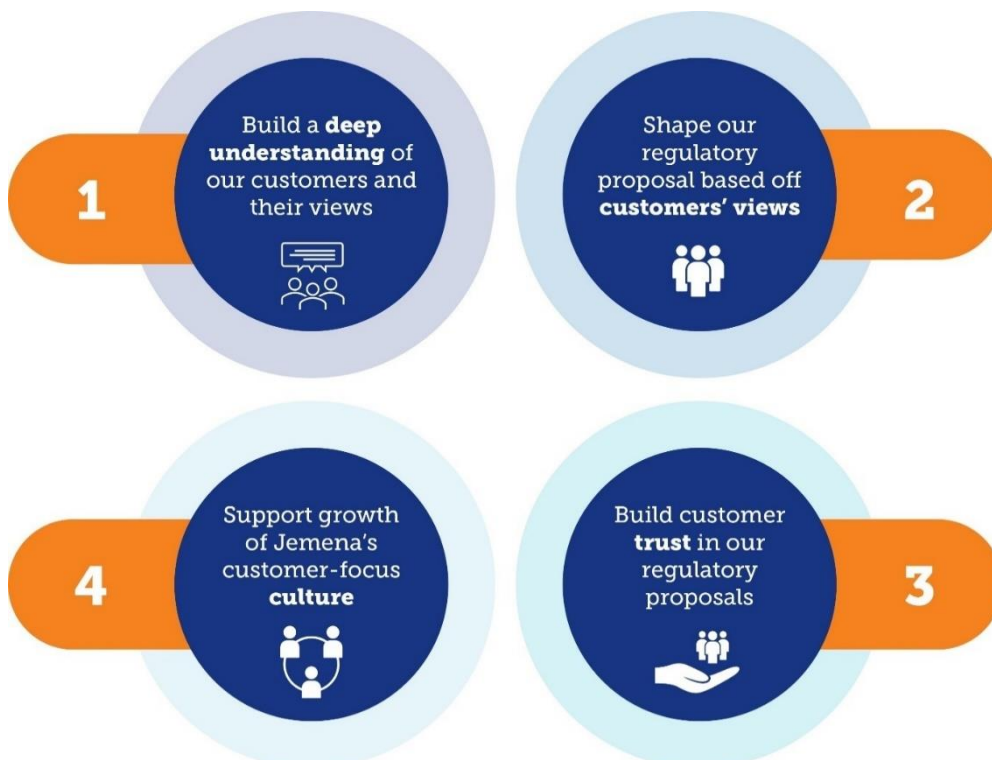 1
Build a deep
understanding of
our customers and
their views
Shape our
regulatory
proposal based off
customers’ views
2
4
Support growth
of Jemena’s
customer-focus
culture
Build customer
trust in our
regulatory
proposals
3